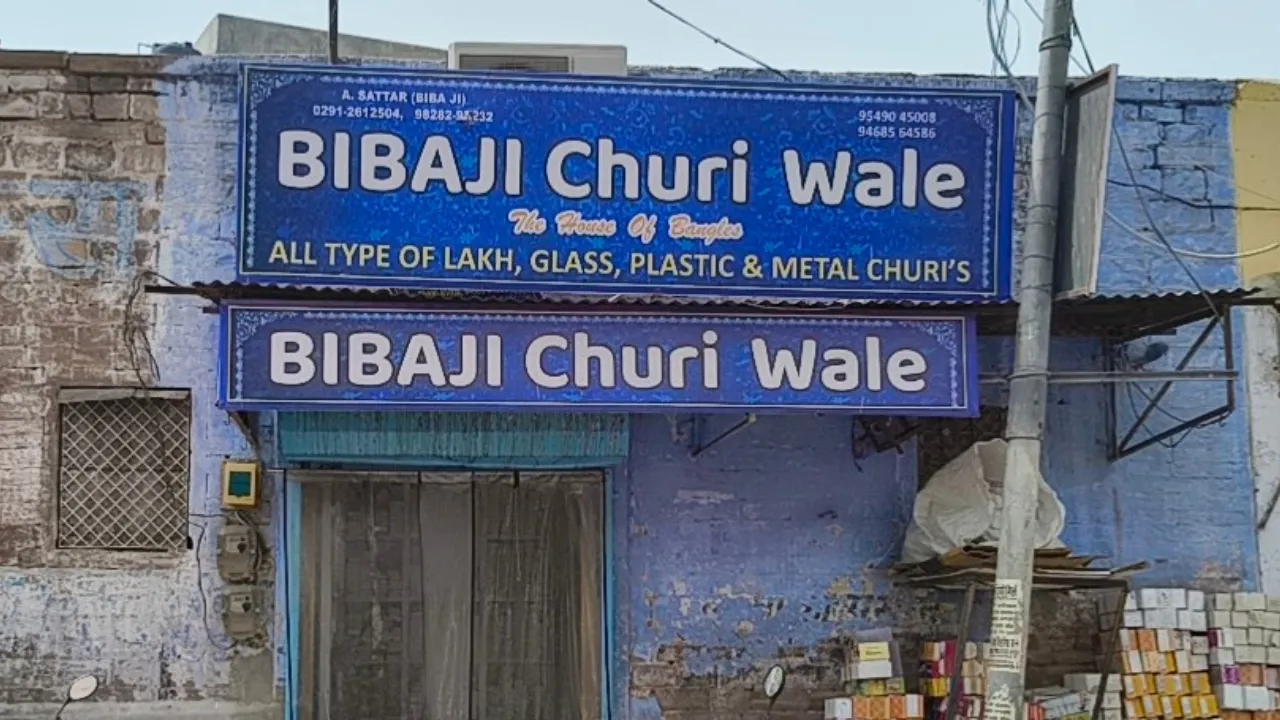 A. SATTAR (BIBA JI)
0291-2612504,
95490 45008
94685 64586
BIBAJI Churi Wale
The House Of Bangles
ALL TYPE OF LAKH, GLASS, PLASTIC & METAL CHURI'S
BIBAJI Churi Wale